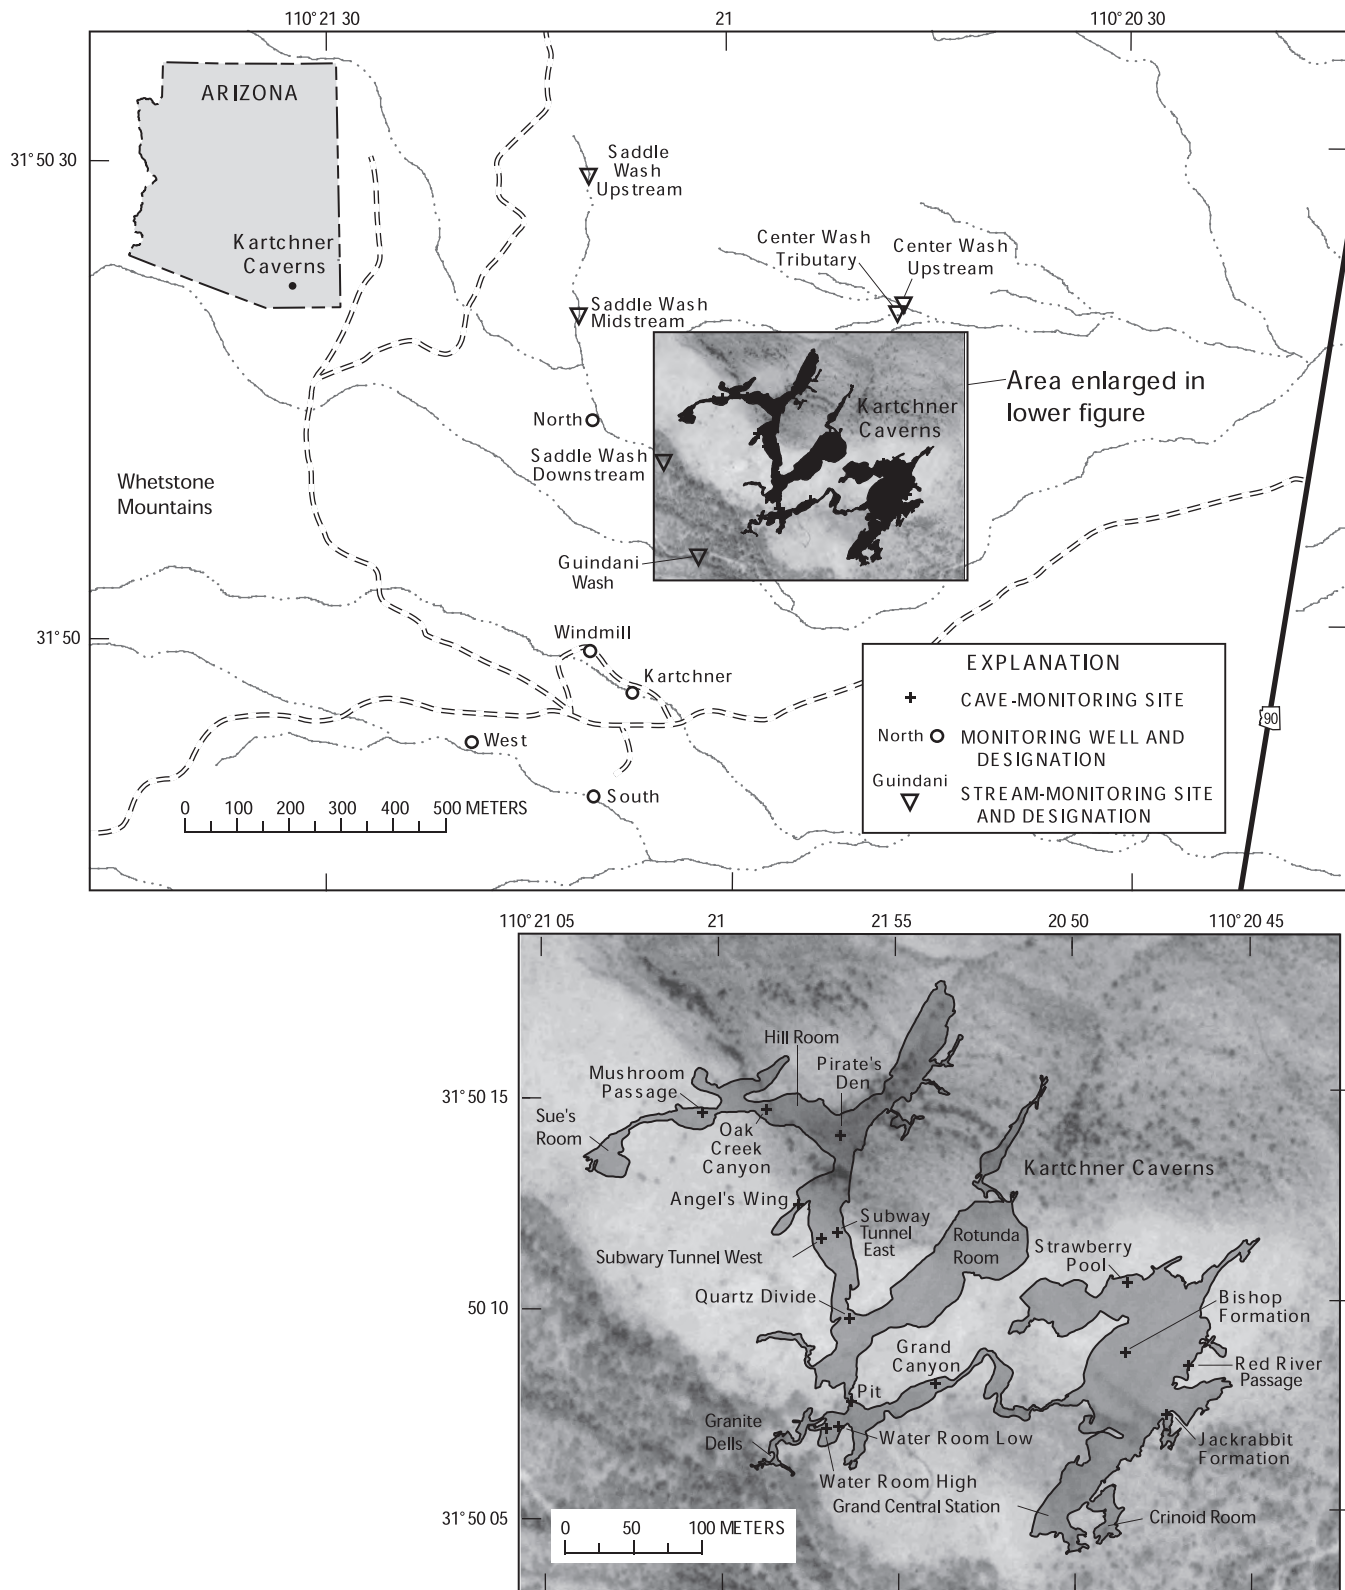 110° 21 30
21
110° 20 30
ARIZONA
31°50 30
Saddle
Wash
Upstream
Kartchner
Caverns
Center Wash
Tributary
Center Wash
Upstream
Saddle Wash
Midstream
Area enlarged in
lower figure
Kartchner
Caverns
North
Saddle Wash
Downstream
Whetstone
Mountains
Guindani
Wash
31°50
Windmill
Kartchner
West
South
0 100 200 300 400 500 METERS
EXPLANATION
CAVE-MONITORING SITE
North MONITORING WELL AND
DESIGNATION
Guindani
STREAM-MONITORING SITE
AND DESIGNATION
90
110° 21 05
21
21 55
20 50
110° 20 45
Hill Room
Pirate's
Den
Mushroom
Passage
31°50 15
Sue's
Room
Oak
Creek
Canyon
Kartchner Caverns
Angel's Wing
Subway
Tunnel
East
Rotunda
Room
Subwary Tunnel West
Strawberry
Pool
Quartz Divide
50 10
Bishop
Formation
Grand
Canyon
Red River
Passage
Pit
Granite
Dells
Water Room Low
Jackrabbit
Formation
Water Room High
Grand Central Station
31°50 05
Crinoid Room
0 50 100 METERS